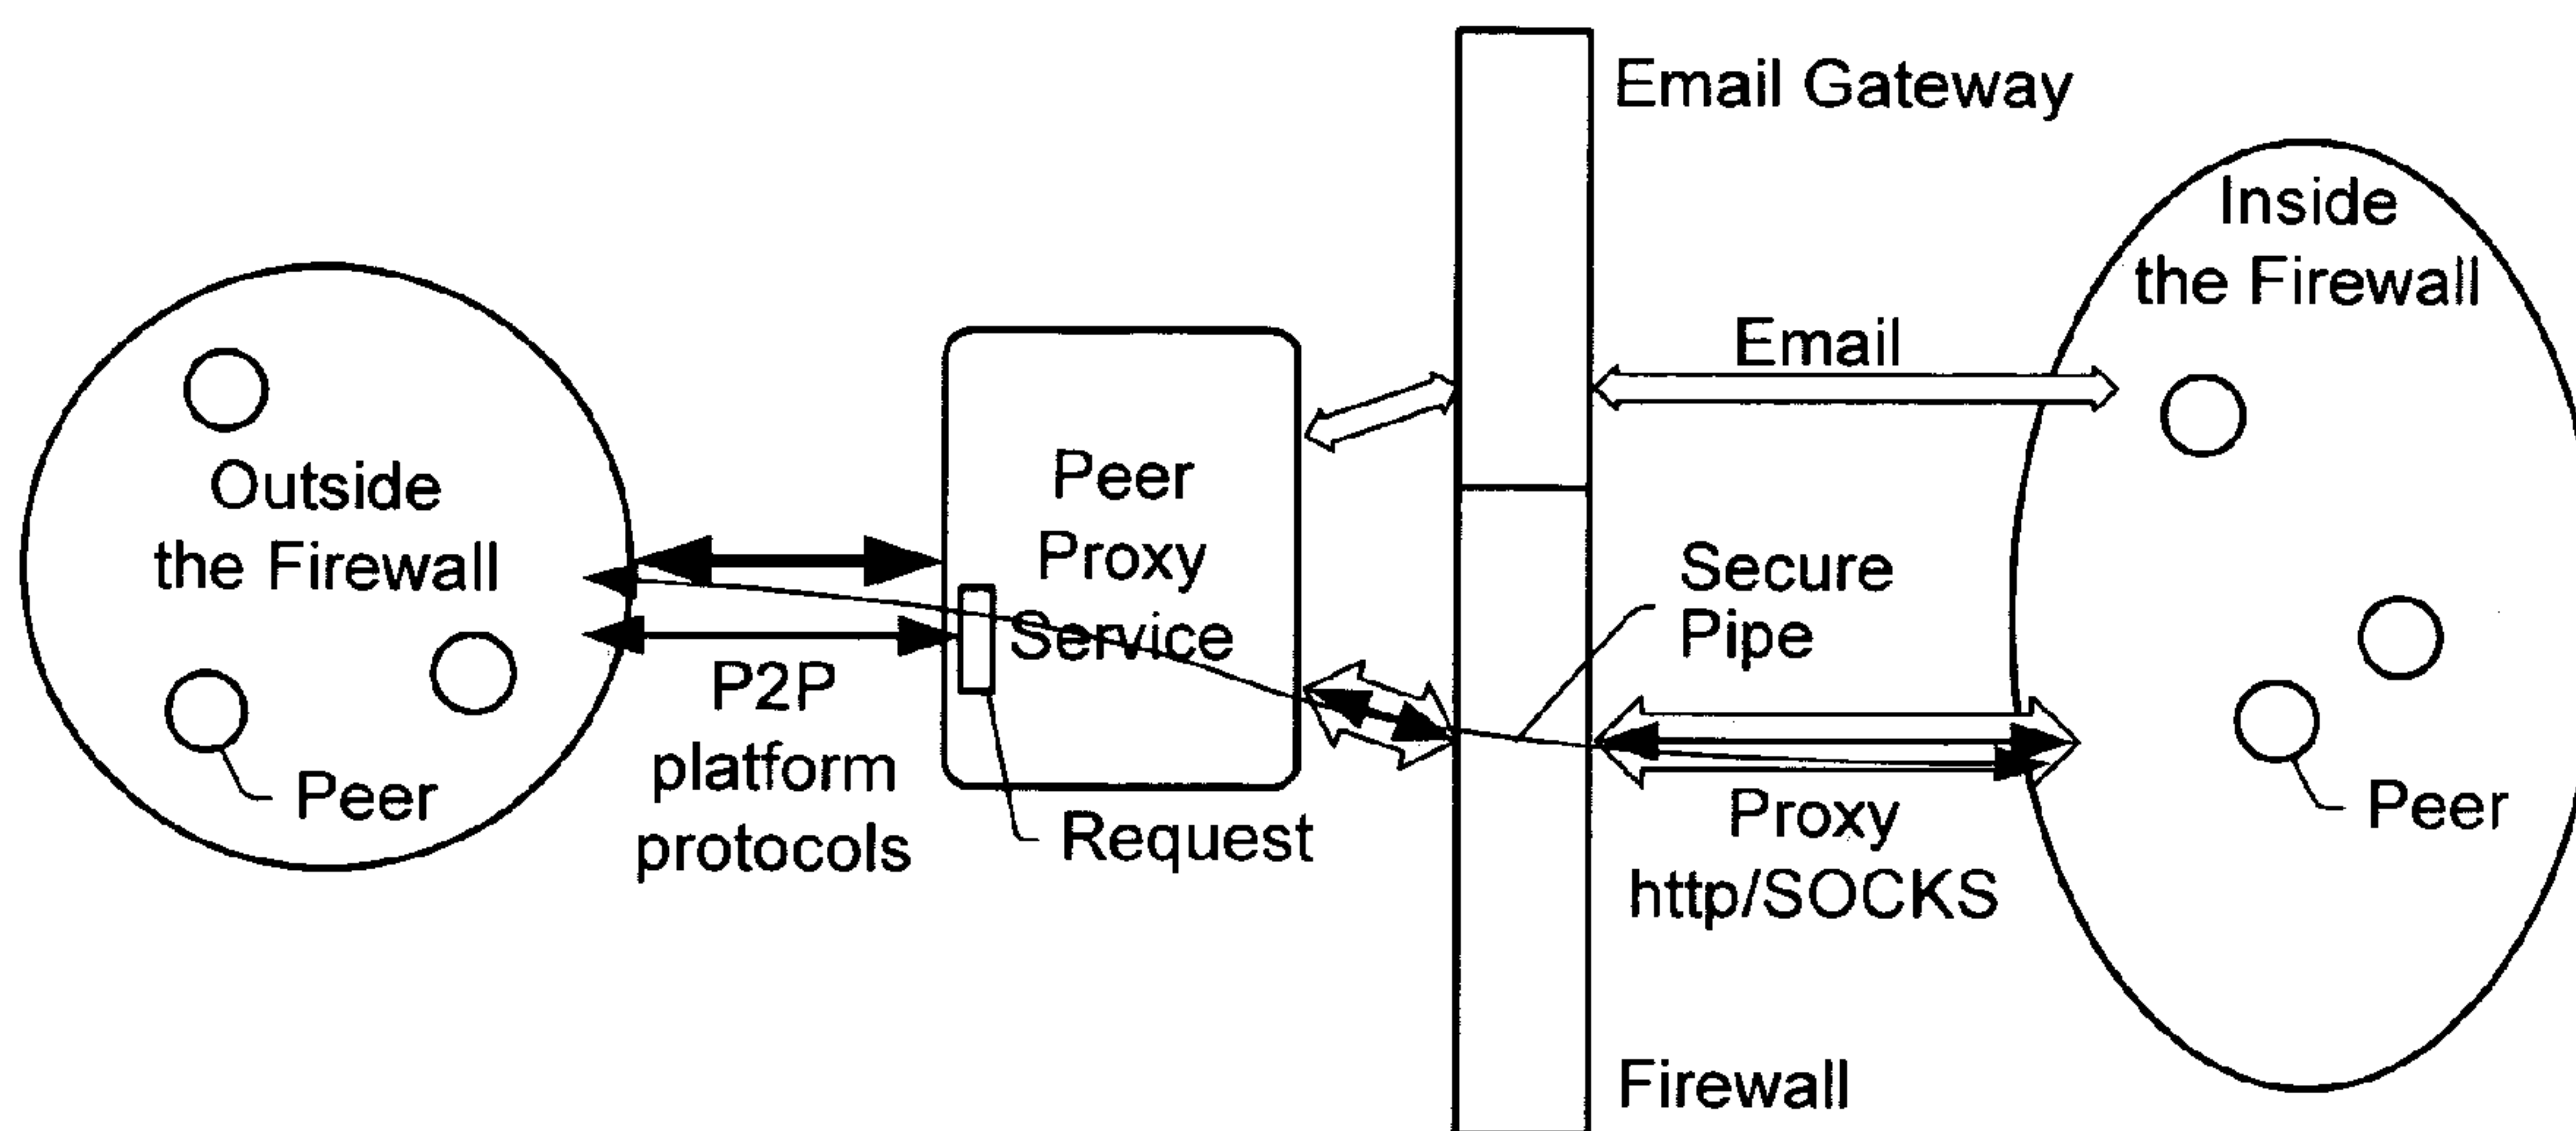 Email Gateway
Inside
the Firewall
Email
Outside
the Firewall
Peer
Proxy
Service
Secure
Pipe
P2P
platform
protocols
Peer
Request
Proxy
http/SOCKS
Peer
Firewall